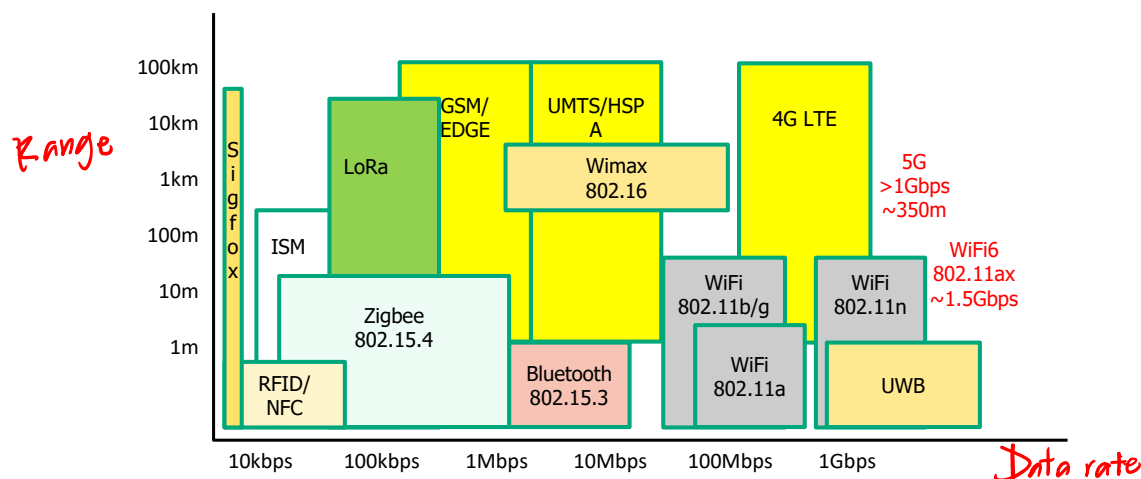 100km
10km
1km
100m
10m
1m
Range
Sigfox
ISM
LoRa
GSM/
EDGE
UMTS/HSP
A
4G LTE
Wimax
802.16
5G
>1Gbps
~350m
WiFi6
802.11ax
~1.5Gbps
Zigbee
802.15.4
RFID/
NFC
Bluetooth
802.15.3
WiFi
802.11b/g
WiFi
802.11a
WiFi
802.11n
UWB
10kbps
100kbps
1Mbps
10Mbps
100Mbps
1Gbps
Data rate